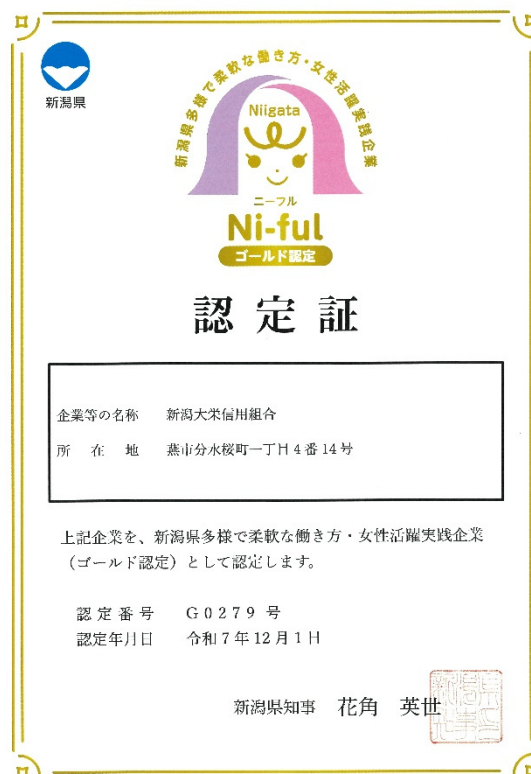 新潟県
新潟県多様で柔軟な働き方・女性活躍実践企業
Niigata
ニーフル
Ni-ful
ゴールド認定
認定証
企業等の名称 新潟大栄信用組合
所在地 燕市分水桜町一丁目4番14号
上記企業を、新潟県多様で柔軟な働き方・女性活躍実践企業
（ゴールド認定）として認定します。
認定番号 G0279 号
認定年月日 令和7年12月1日
新潟県知事 花角 英世